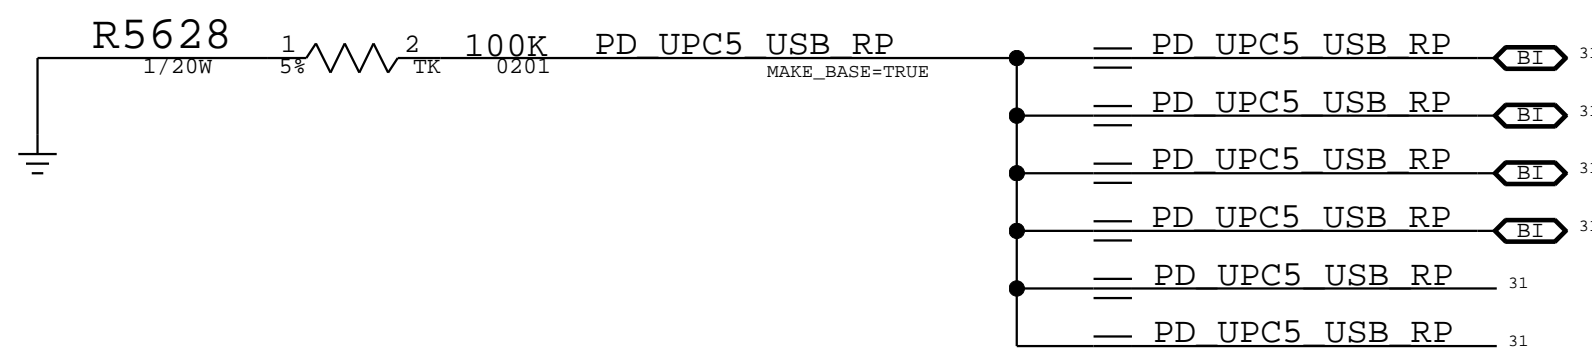 R5628 1 2 100K PD_UPC5_USB_RP PD_UPC5_USB_RP BI 31
1/20W 5% TK 0201 MAKE_BASE=TRUE
PD_UPC5_USB_RP BI 31
PD_UPC5_USB_RP BI 31
PD_UPC5_USB_RP BI 31
PD_UPC5_USB_RP 31
PD_UPC5_USB_RP 31